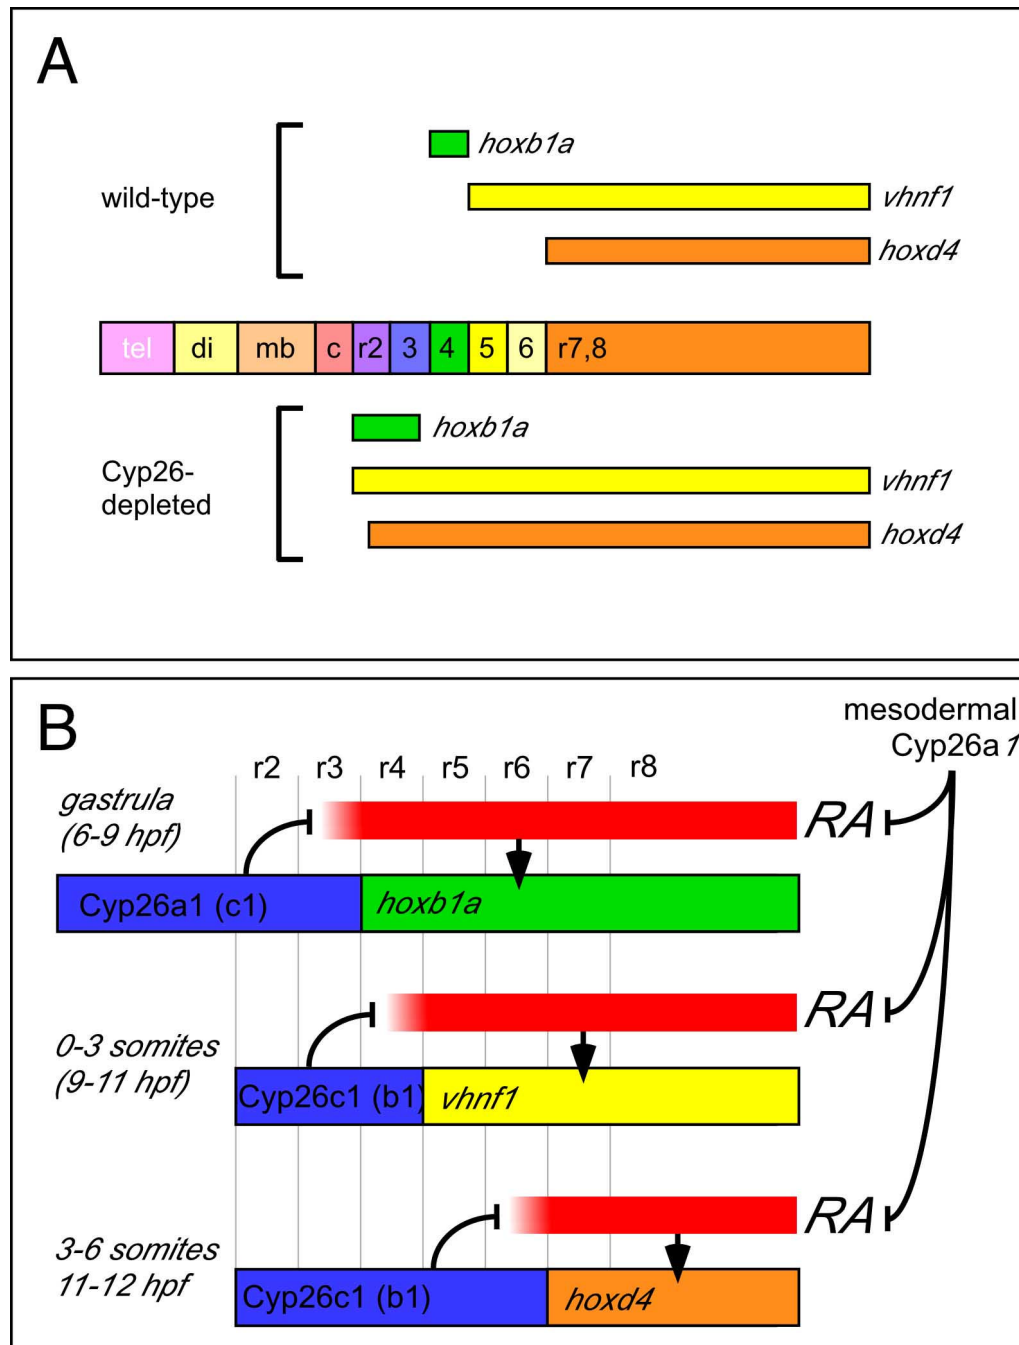 A
hoxb1a
wild-type
vhnf1
hoxd4
tel di mb c r2 3 4 5 6 r7,8
hoxb1a
Cyp26-
depleted
vhnf1
hoxd4
B
mesodermal
Cyp26a1
r2 r3 r4 r5 r6 r7 r8
gastrula
(6-9 hpf)
RA
Cyp26a1 (c1) hoxb1a
RA
0-3 somites
(9-11 hpf)
Cyp26c1 (b1) vhnf1
RA
3-6 somites
11-12 hpf
Cyp26c1 (b1) hoxd4